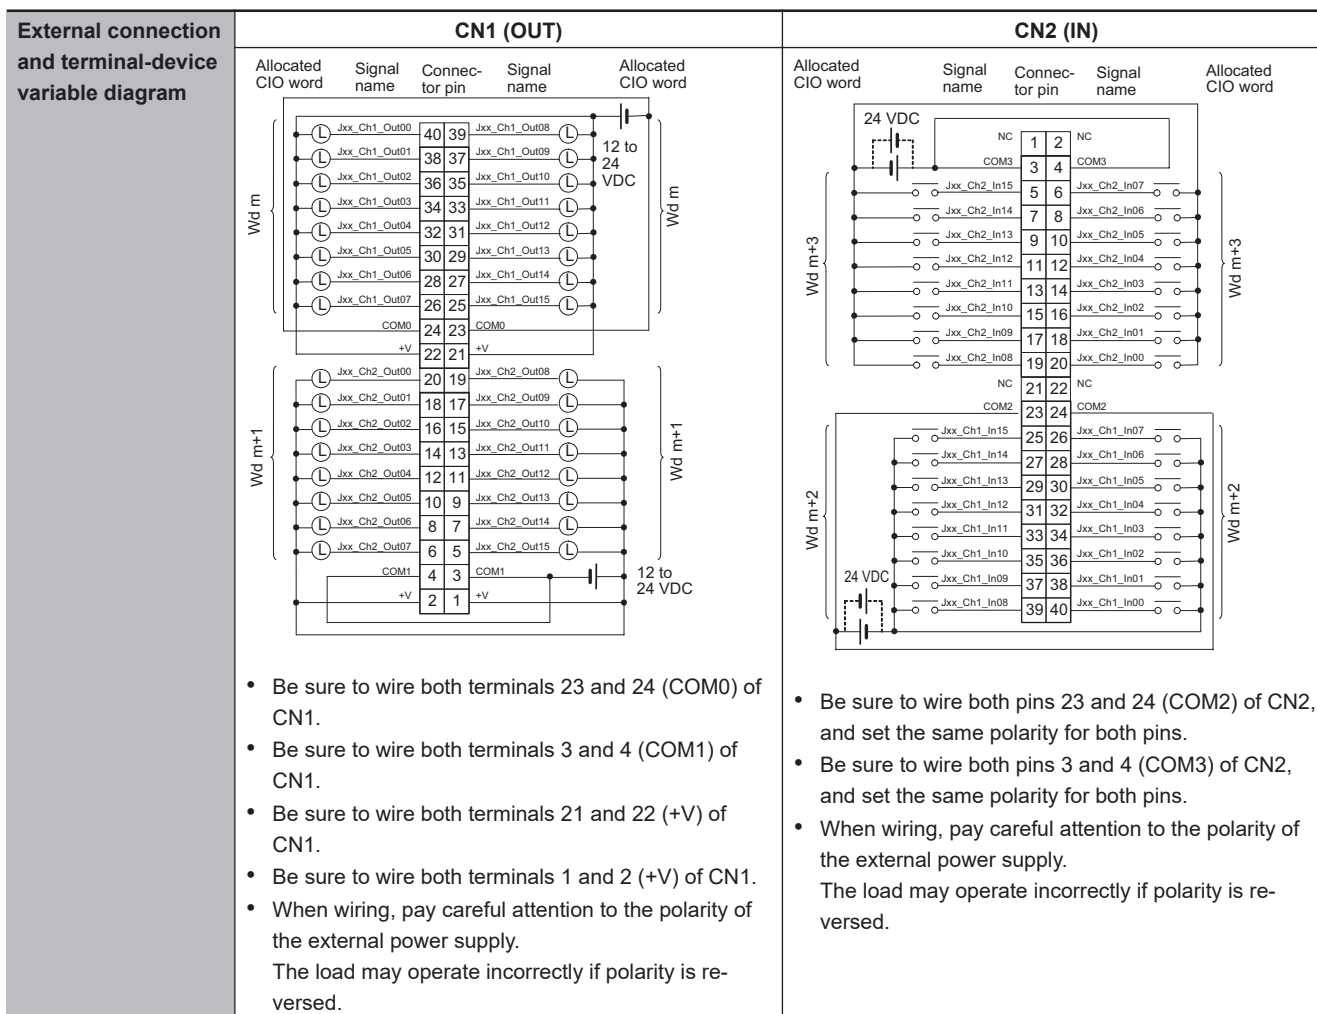 External connection
and terminal-device
variable diagram
CN1 (OUT)
Allocated
CIO word
Signal
name
Connec-
tor pin
Signal
name
Allocated
CIO word
Jxx_Ch1_Out00 40 39 Jxx_Ch1_Out08
Jxx_Ch1_Out01 38 37 Jxx_Ch1_Out09
Jxx_Ch1_Out02 36 35 Jxx_Ch1_Out10
Jxx_Ch1_Out03 34 33 Jxx_Ch1_Out11
Jxx_Ch1_Out04 32 31 Jxx_Ch1_Out12
Jxx_Ch1_Out05 30 29 Jxx_Ch1_Out13
Jxx_Ch1_Out06 28 27 Jxx_Ch1_Out14
Jxx_Ch1_Out07 26 25 Jxx_Ch1_Out15
COM0 24 23 COM0
+V 22 21 +V
L L
L L
L L
L L
L L
L L
L L
L L
12 to
24
VDC
Wd m
Wd m
Jxx_Ch2_Out00 20 19 Jxx_Ch2_Out08
Jxx_Ch2_Out01 18 17 Jxx_Ch2_Out09
Jxx_Ch2_Out02 16 15 Jxx_Ch2_Out10
Jxx_Ch2_Out03 14 13 Jxx_Ch2_Out11
Jxx_Ch2_Out04 12 11 Jxx_Ch2_Out12
Jxx_Ch2_Out05 10 9 Jxx_Ch2_Out13
Jxx_Ch2_Out06 8 7 Jxx_Ch2_Out14
Jxx_Ch2_Out07 6 5 Jxx_Ch2_Out15
COM1 4 3 COM1
+V 2 1 +V
L L
L L
L L
L L
L L
L L
L L
L L
12 to
24 VDC
Wd m+1
Wd m+1
• Be sure to wire both terminals 23 and 24 (COM0) of
CN1.
• Be sure to wire both terminals 3 and 4 (COM1) of
CN1.
• Be sure to wire both terminals 21 and 22 (+V) of
CN1.
• Be sure to wire both terminals 1 and 2 (+V) of CN1.
• When wiring, pay careful attention to the polarity of
the external power supply.
The load may operate incorrectly if polarity is re-
versed.
CN2 (IN)
Allocated
CIO word
Signal
name
Connec-
tor pin
Signal
name
Allocated
CIO word
24 VDC
NC 1 2 NC
COM3 3 4 COM3
Jxx_Ch2_In15 5 6 Jxx_Ch2_In07
Jxx_Ch2_In14 7 8 Jxx_Ch2_In06
Jxx_Ch2_In13 9 10 Jxx_Ch2_In05
Jxx_Ch2_In12 11 12 Jxx_Ch2_In04
Jxx_Ch2_In11 13 14 Jxx_Ch2_In03
Jxx_Ch2_In10 15 16 Jxx_Ch2_In02
Jxx_Ch2_In09 17 18 Jxx_Ch2_In01
Jxx_Ch2_In08 19 20 Jxx_Ch2_In00
Wd m+3
Wd m+3
NC 21 22 NC
COM2 23 24 COM2
Jxx_Ch1_In15 25 26 Jxx_Ch1_In07
Jxx_Ch1_In14 27 28 Jxx_Ch1_In06
Jxx_Ch1_In13 29 30 Jxx_Ch1_In05
Jxx_Ch1_In12 31 32 Jxx_Ch1_In04
Jxx_Ch1_In11 33 34 Jxx_Ch1_In03
Jxx_Ch1_In10 35 36 Jxx_Ch1_In02
Jxx_Ch1_In09 37 38 Jxx_Ch1_In01
Jxx_Ch1_In08 39 40 Jxx_Ch1_In00
24 VDC
Wd m+2
Wd m+2
• Be sure to wire both pins 23 and 24 (COM2) of CN2,
and set the same polarity for both pins.
• Be sure to wire both pins 3 and 4 (COM3) of CN2,
and set the same polarity for both pins.
• When wiring, pay careful attention to the polarity of
the external power supply.
The load may operate incorrectly if polarity is re-
versed.